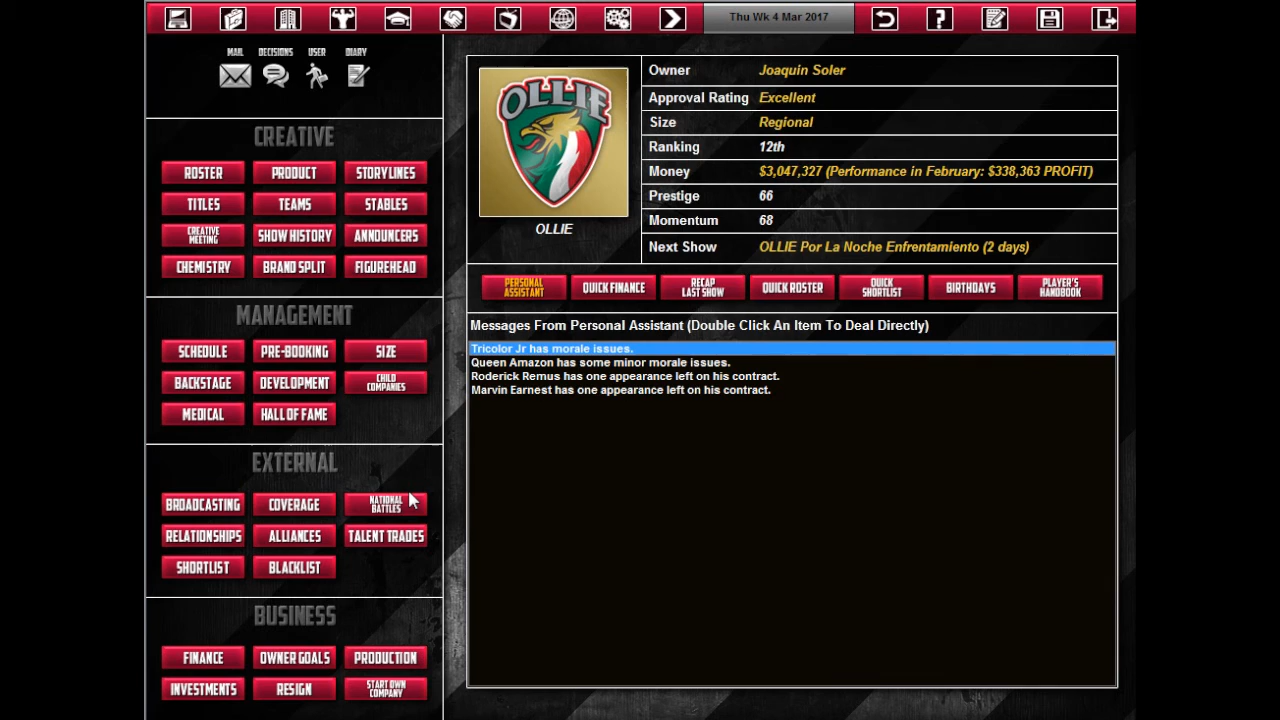 Thu Wk 4 Mar 2017
MAIL DECISIONS USER DIARY
CREATIVE
ROSTER PRODUCT STORYLINES
TITLES TEAMS STABLES
CREATIVE MEETING SHOW HISTORY ANNOUNCERS
CHEMISTRY BRAND SPLIT FIGUREHEAD
MANAGEMENT
SCHEDULE PRE-BOOKING SIZE
BACKSTAGE DEVELOPMENT CHILD COMPANIES
MEDICAL HALL OF FAME
EXTERNAL
BROADCASTING COVERAGE NATIONAL BATTLES
RELATIONSHIPS ALLIANCES TALENT TRADES
SHORTLIST BLACKLIST
BUSINESS
FINANCE OWNER GOALS PRODUCTION
INVESTMENTS RESIGN START OWN COMPANY
OLLIE
OLLIE
Owner Joaquin Soler
Approval Rating Excellent
Size Regional
Ranking 12th
Money $3,047,327 (Performance in February: $338,363 PROFIT)
Prestige 66
Momentum 68
Next Show OLLIE Por La Noche Enfrentamiento (2 days)
PERSONAL ASSISTANT QUICK FINANCE RECAP LAST SHOW QUICK ROSTER QUICK SHORTLIST BIRTHDAYS PLAYER'S HANDBOOK
Messages From Personal Assistant (Double Click An Item To Deal Directly)
Tricolor Jr has morale issues.
Queen Amazon has some minor morale issues.
Roderick Remus has one appearance left on his contract.
Marvin Earnest has one appearance left on his contract.